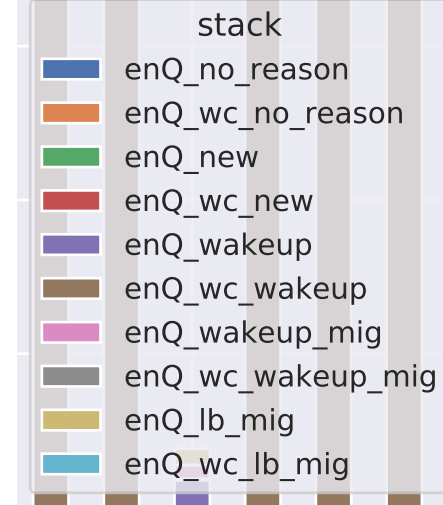 stack
enQ_no_reason
enQ_wc_no_reason
enQ_new
enQ_wc_new
enQ_wakeup
enQ_wc_wakeup
enQ_wakeup_mig
enQ_wc_wakeup_mig
enQ_lb_mig
enQ_wc_lb_mig